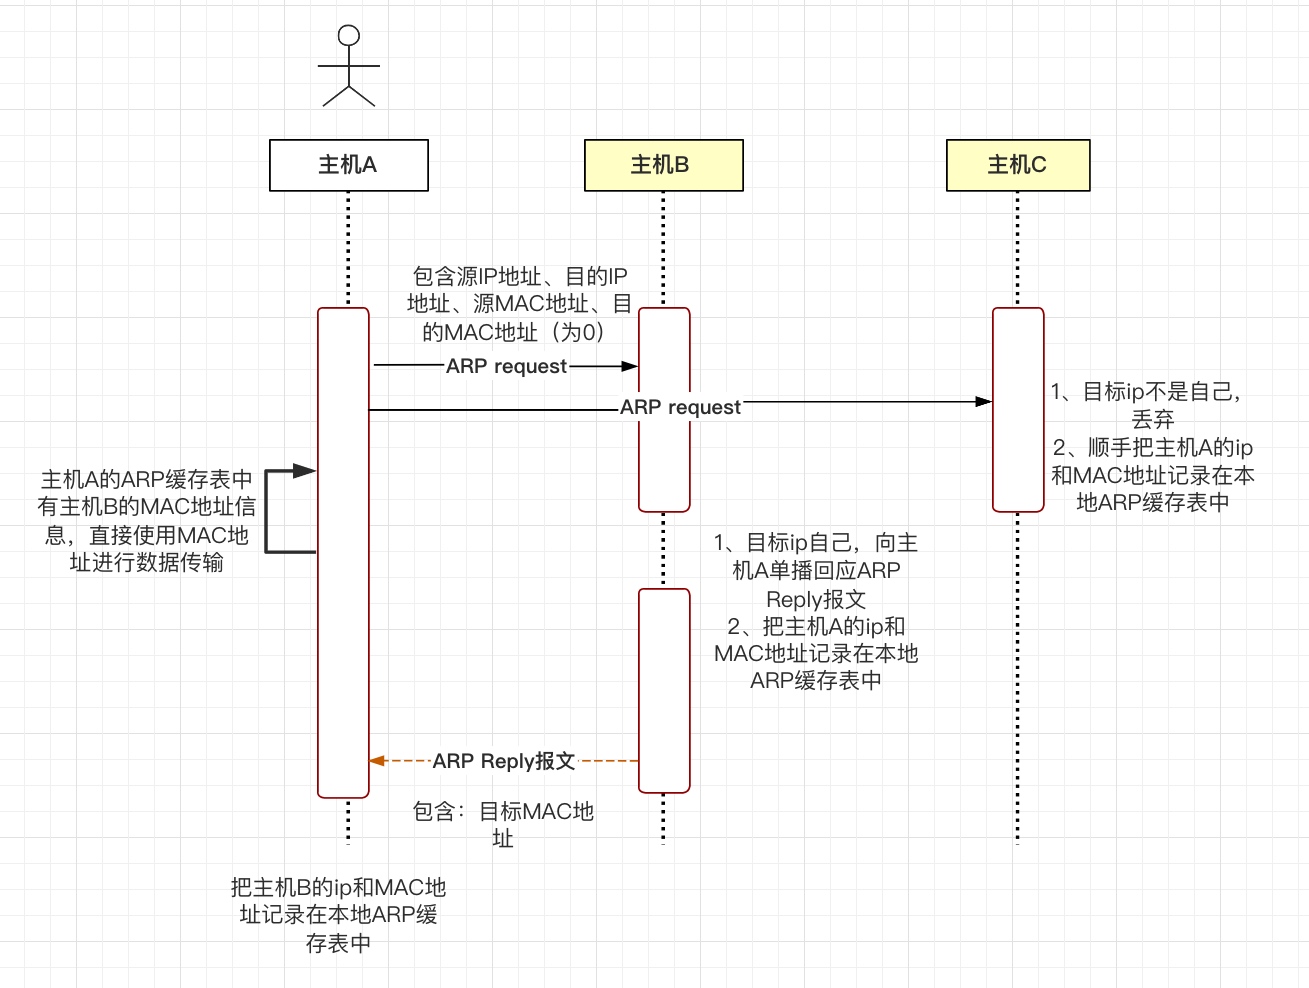 主机A
主机B
主机C
包含源IP地址、目的IP
地址、源MAC地址、目
的MAC地址（为0）
ARP request
ARP request
1、目标ip不是自己，
丢弃
2、顺手把主机A的ip
和MAC地址记录在本
地ARP缓存表中
主机A的ARP缓存表中
有主机B的MAC地址信
息，直接使用MAC地
址进行数据传输
1、目标ip自己，向主
机A单播回应ARP
Reply报文
2、把主机A的ip和
MAC地址记录在本地
ARP缓存表中
ARP Reply报文
包含：目标MAC地
址
把主机B的ip和MAC地
址记录在本地ARP缓
存表中